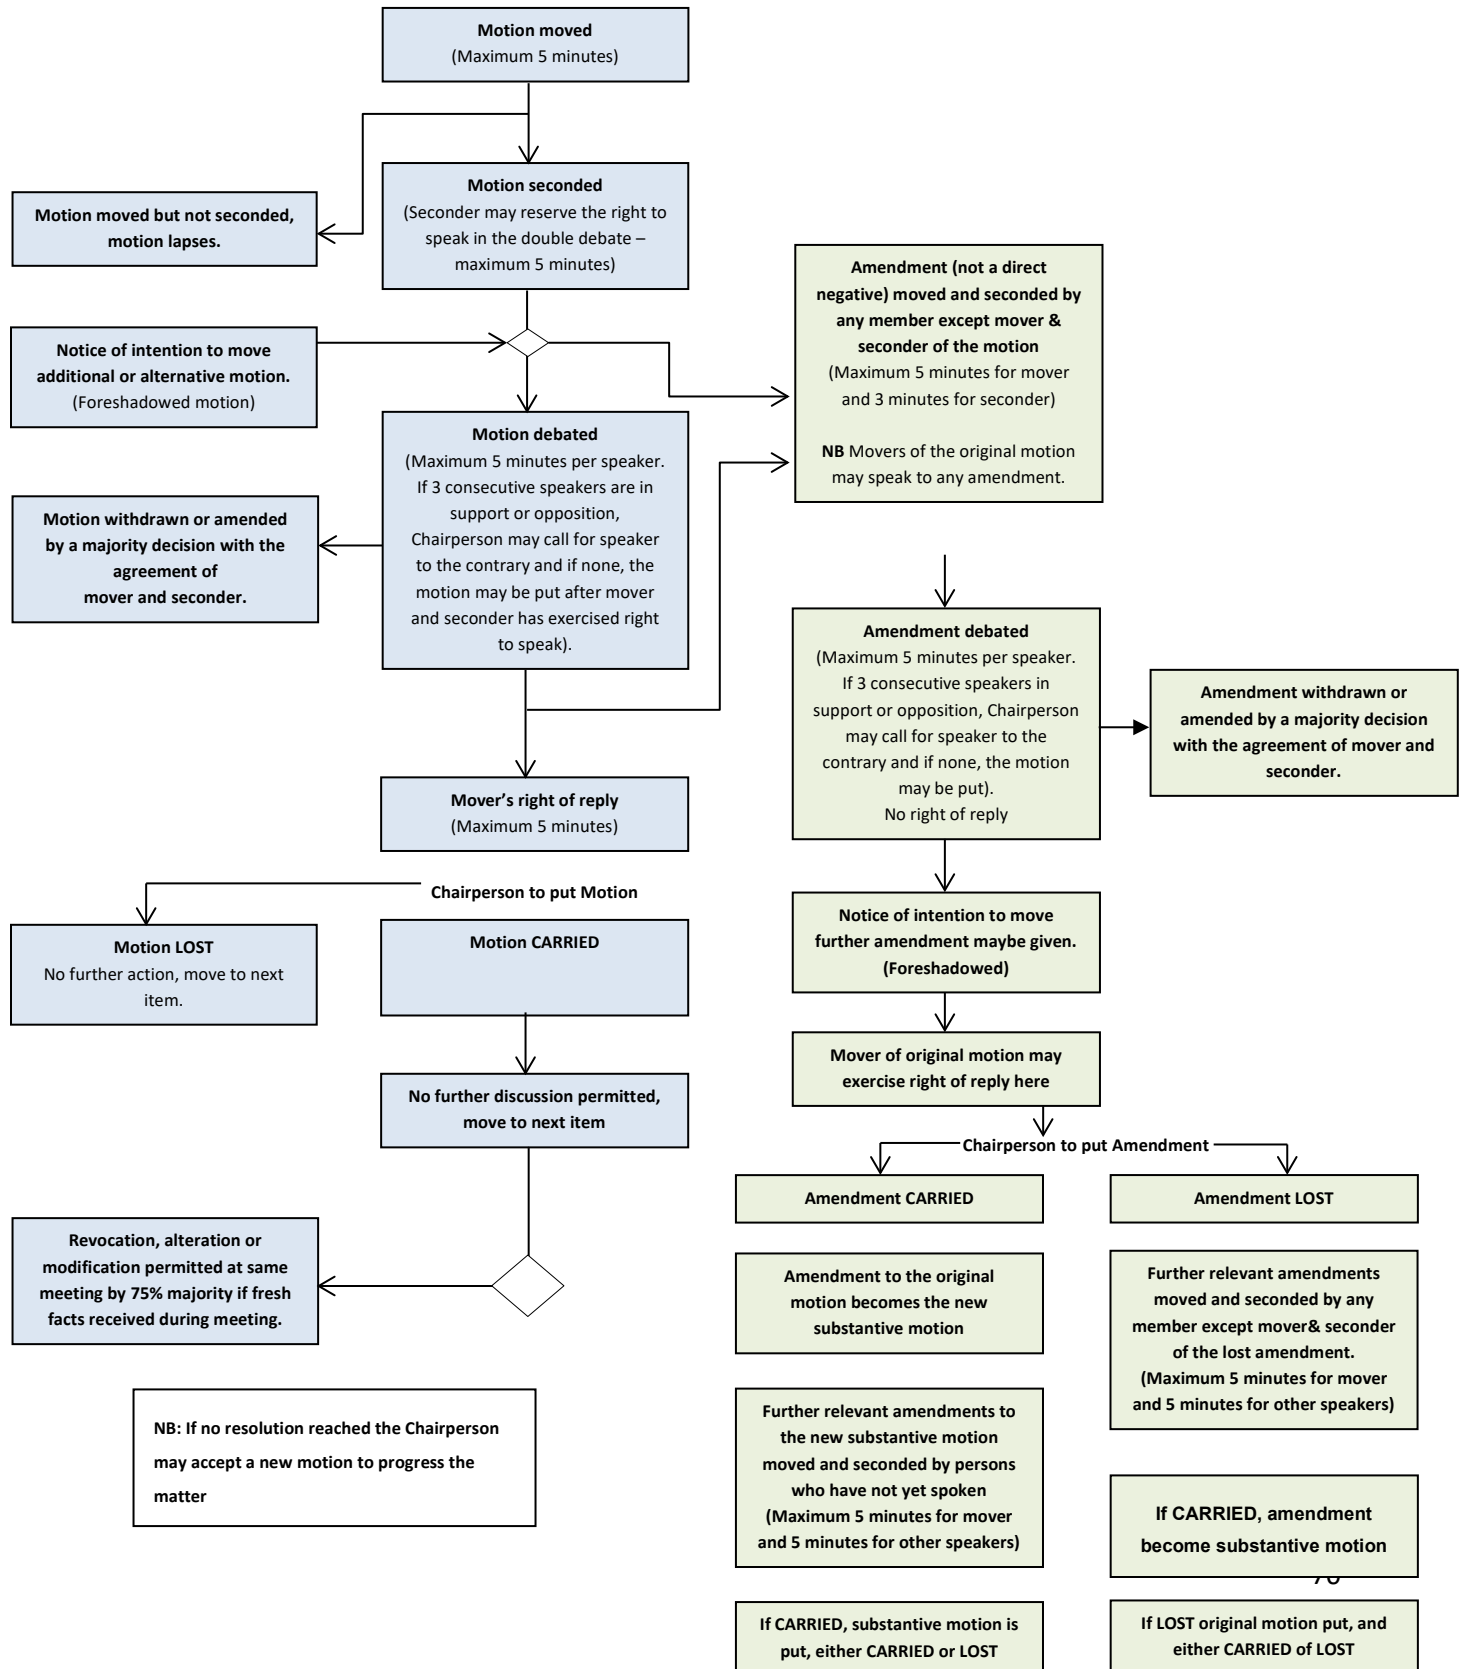 Motion moved
(Maximum 5 minutes)
Motion seconded
(Seconder may reserve the right to
speak in the double debate –
maximum 5 minutes)
Motion moved but not seconded,
motion lapses.
Notice of intention to move
additional or alternative motion.
(Foreshadowed motion)
Motion debated
(Maximum 5 minutes per speaker.
If 3 consecutive speakers are in
support or opposition,
Chairperson may call for speaker
to the contrary and if none, the
motion may be put after mover
and seconder has exercised right
to speak).
Motion withdrawn or amended
by a majority decision with the
agreement of
mover and seconder.
Mover’s right of reply
(Maximum 5 minutes)
Chairperson to put Motion
Motion LOST
No further action, move to next
item.
Motion CARRIED
No further discussion permitted,
move to next item
Revocation, alteration or
modification permitted at same
meeting by 75% majority if fresh
facts received during meeting.
NB: If no resolution reached the Chairperson
may accept a new motion to progress the
matter
Amendment (not a direct
negative) moved and seconded by
any member except mover &
seconder of the motion
(Maximum 5 minutes for mover
and 3 minutes for seconder)
NB Movers of the original motion
may speak to any amendment.
Amendment debated
(Maximum 5 minutes per speaker.
If 3 consecutive speakers in
support or opposition, Chairperson
may call for speaker to the
contrary and if none, the motion
may be put).
No right of reply
Amendment withdrawn or
amended by a majority decision
with the agreement of mover and
seconder.
Notice of intention to move
further amendment maybe given.
(Foreshadowed)
Mover of original motion may
exercise right of reply here
Chairperson to put Amendment
Amendment CARRIED
Amendment to the original
motion becomes the new
substantive motion
Further relevant amendments to
the new substantive motion
moved and seconded by persons
who have not yet spoken
(Maximum 5 minutes for mover
and 5 minutes for other speakers)
If CARRIED, substantive motion is
put, either CARRIED or LOST
Amendment LOST
Further relevant amendments
moved and seconded by any
member except mover& seconder
of the lost amendment.
(Maximum 5 minutes for mover
and 5 minutes for other speakers)
If CARRIED, amendment
become substantive motion
If LOST original motion put, and
either CARRIED of LOST